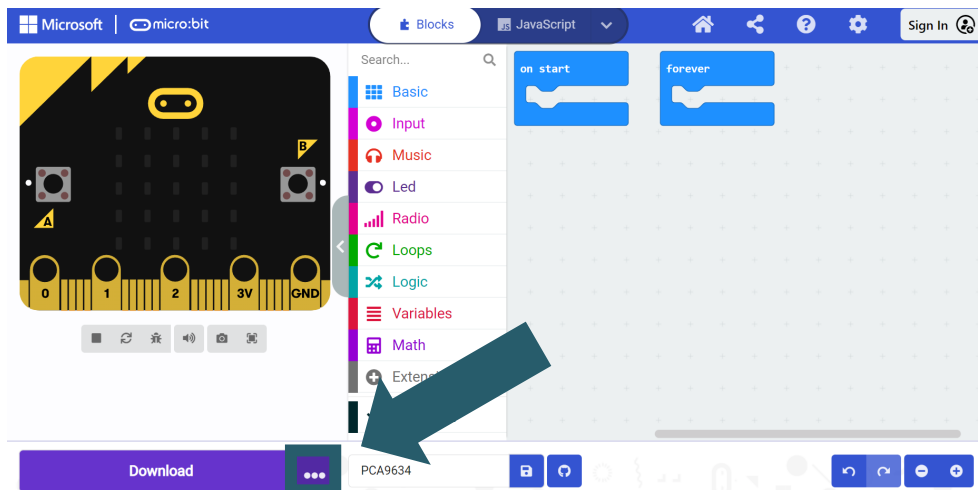 Microsoft micro:bit Blocks JS JavaScript Sign In
Search...
Basic
Input
Music
Led
Radio
Loops
Logic
Variables
Math
on start
forever
B
A
0 1 2 3V GND
Download
PCA9634